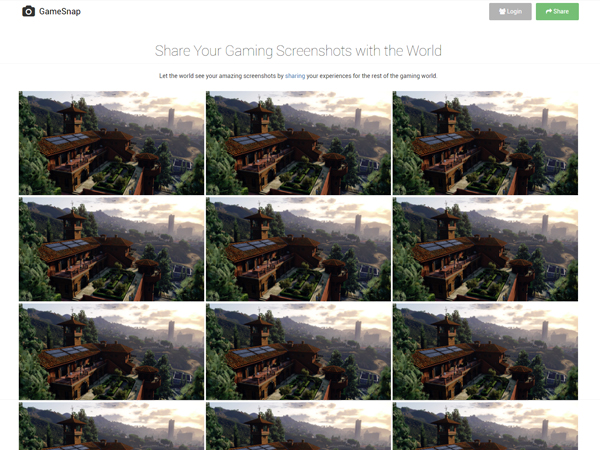 GameSnap
Login
Share
Share Your Gaming Screenshots with the World
Let the world see your amazing screenshots by sharing your experiences for the rest of the gaming world.